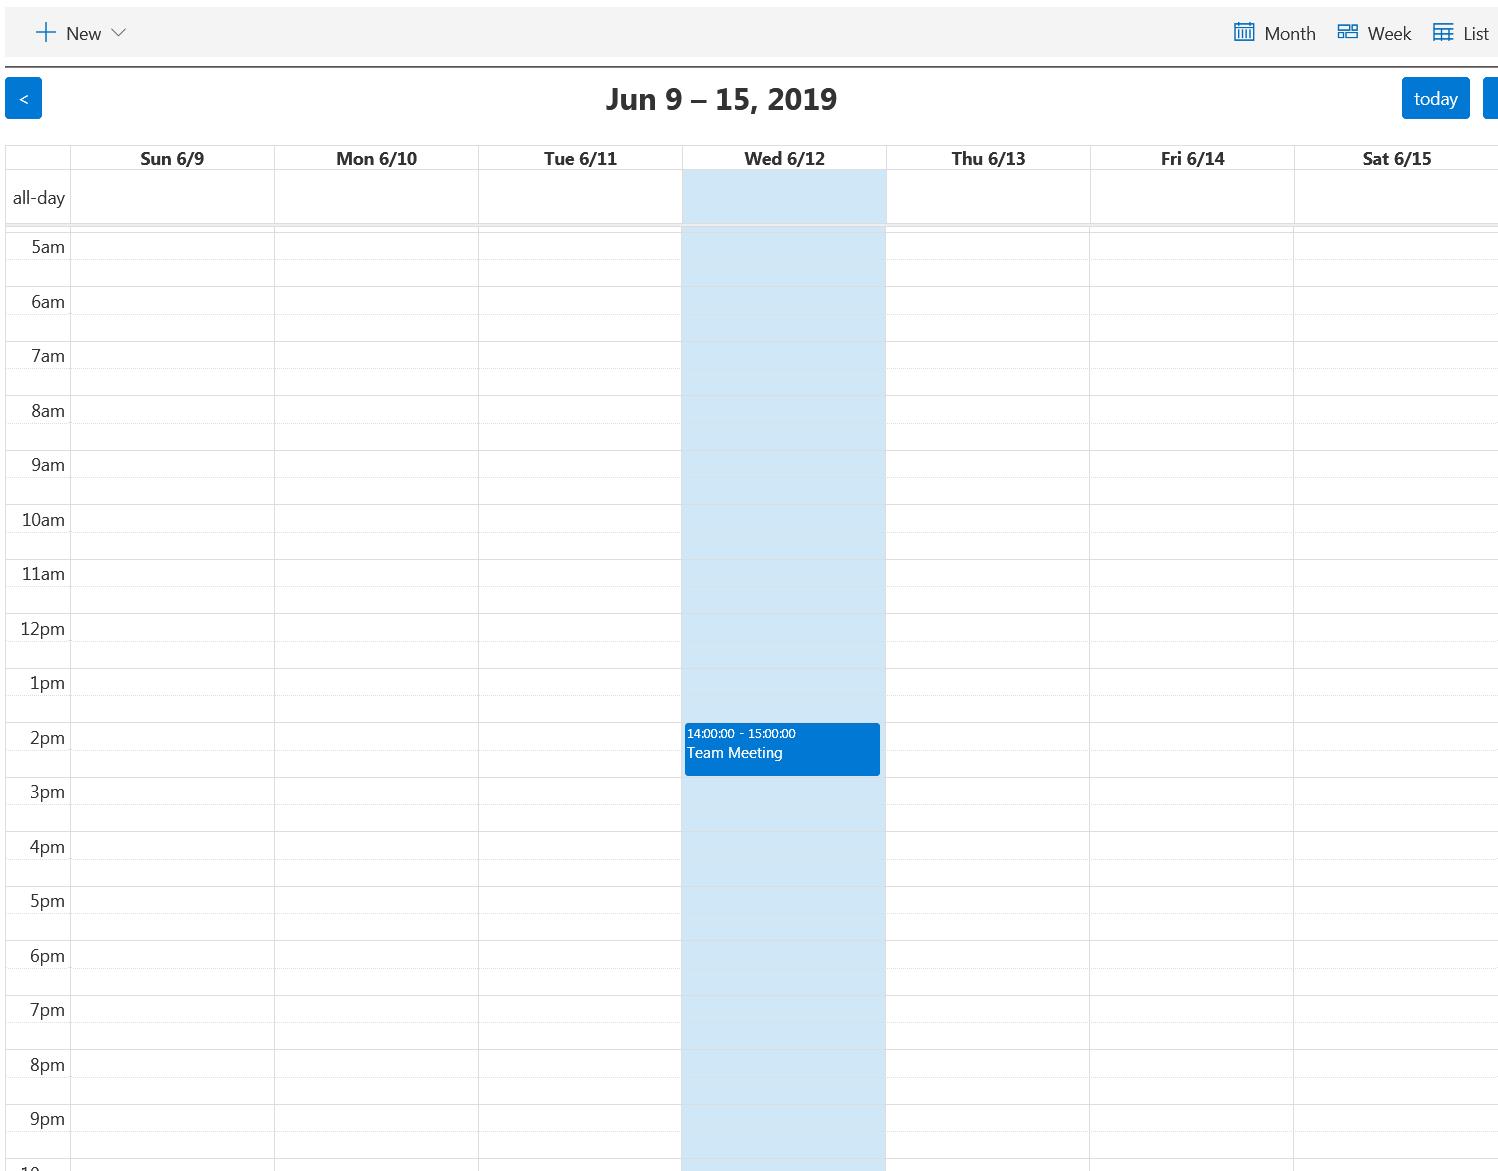 New
Month Week List
<
Jun 9 – 15, 2019
today
Sun 6/9 Mon 6/10 Tue 6/11 Wed 6/12 Thu 6/13 Fri 6/14 Sat 6/15
all-day
5am
6am
7am
8am
9am
10am
11am
12pm
1pm
2pm
14:00:00 - 15:00:00
Team Meeting
3pm
4pm
5pm
6pm
7pm
8pm
9pm